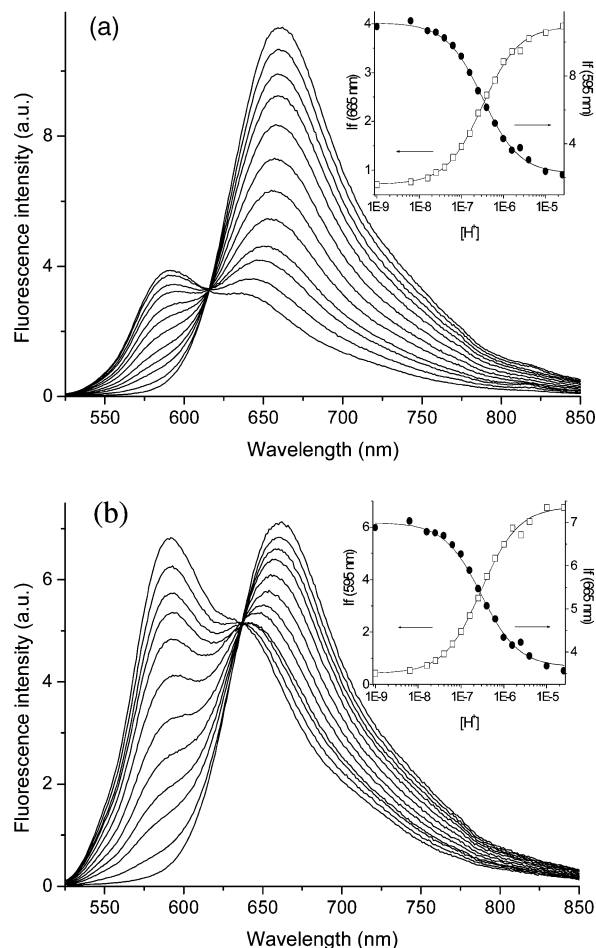 (a)
Fluorescence intensity (a.u.)
8
4
0
550 600 650 700 750 800 850
Wavelength (nm)
If (665 nm)
4
3
2
1
If (595 nm)
8
4
1E-9 1E-8 1E-7 1E-6 1E-5
[H⁺]
(b)
Fluorescence intensity (a.u.)
6
4
2
0
550 600 650 700 750 800 850
Wavelength (nm)
If (595 nm)
6
5
4
3
2
1
0
If (665 nm)
7
6
5
4
1E-9 1E-8 1E-7 1E-6 1E-5
[H⁺]